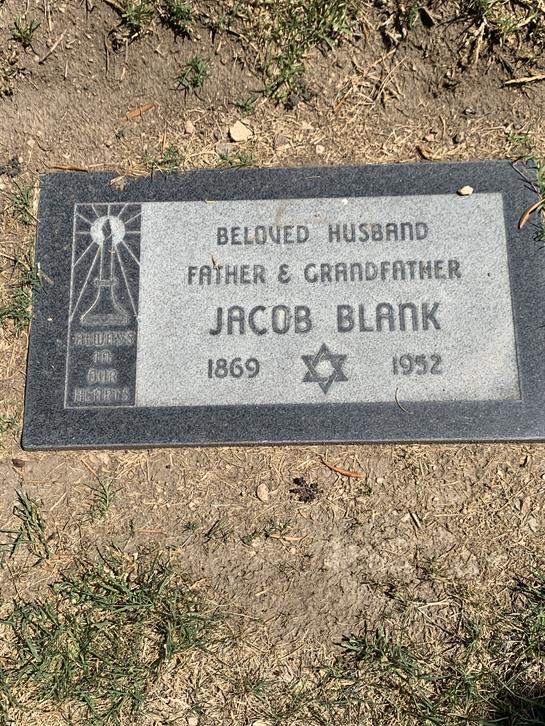 BELOVED HUSBAND
FATHER & GRANDFATHER
JACOB BLANK
1869 1952
ALWAYS
IN
OUR
HEARTS